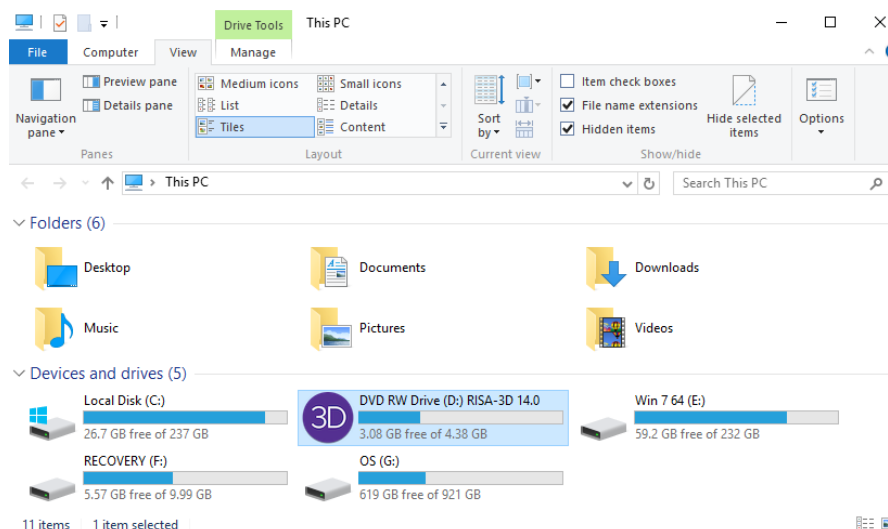 Drive Tools This PC
File Computer View Manage
Preview pane Medium icons Small icons Item check boxes
Details pane List Details File name extensions
Navigation pane Tiles Content Sort by Hidden items Hide selected items Options
Panes Layout Current view Show/hide
This PC Search This PC
Folders (6)
Desktop Documents Downloads
Music Pictures Videos
Devices and drives (5)
Local Disk (C:) DVD RW Drive (D:) RISA-3D 14.0 Win 7 64 (E:)
3D
26.7 GB free of 237 GB 3.08 GB free of 4.38 GB 59.2 GB free of 232 GB
RECOVERY (F:) OS (G:)
5.57 GB free of 9.99 GB 619 GB free of 921 GB
11 items 1 item selected